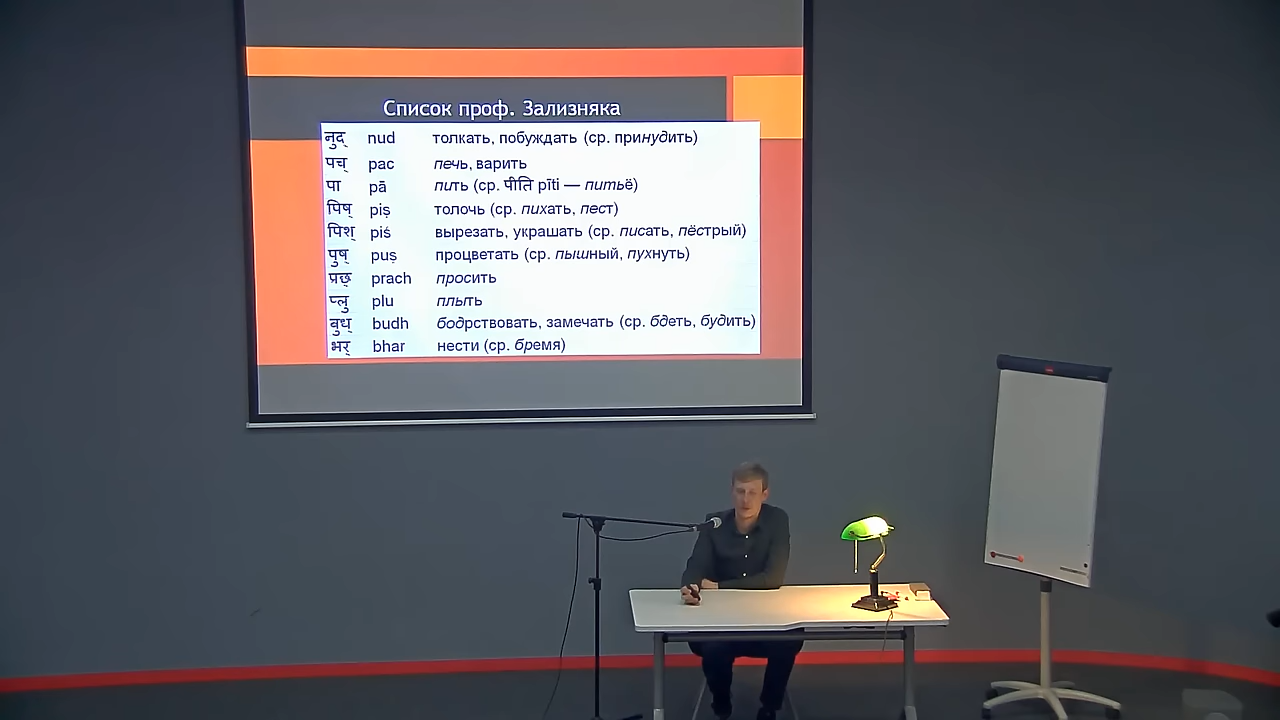 Список проф. Зализняка
नुद् nud толкать, побуждать (ср. принудить)
पच् pac печь, варить
पा pā пить (ср. पीति pīti — питьё)
पिष् piṣ толочь (ср. пихать, пест)
पिश् piś вырезать, украшать (ср. писать, пёстрый)
पुष् puṣ процветать (ср. пышный, пухнуть)
प्रछ् prach просить
प्लु plu плыть
बुध् budh бодрствовать, замечать (ср. бдеть, будить)
भर् bhar нести (ср. бремя)